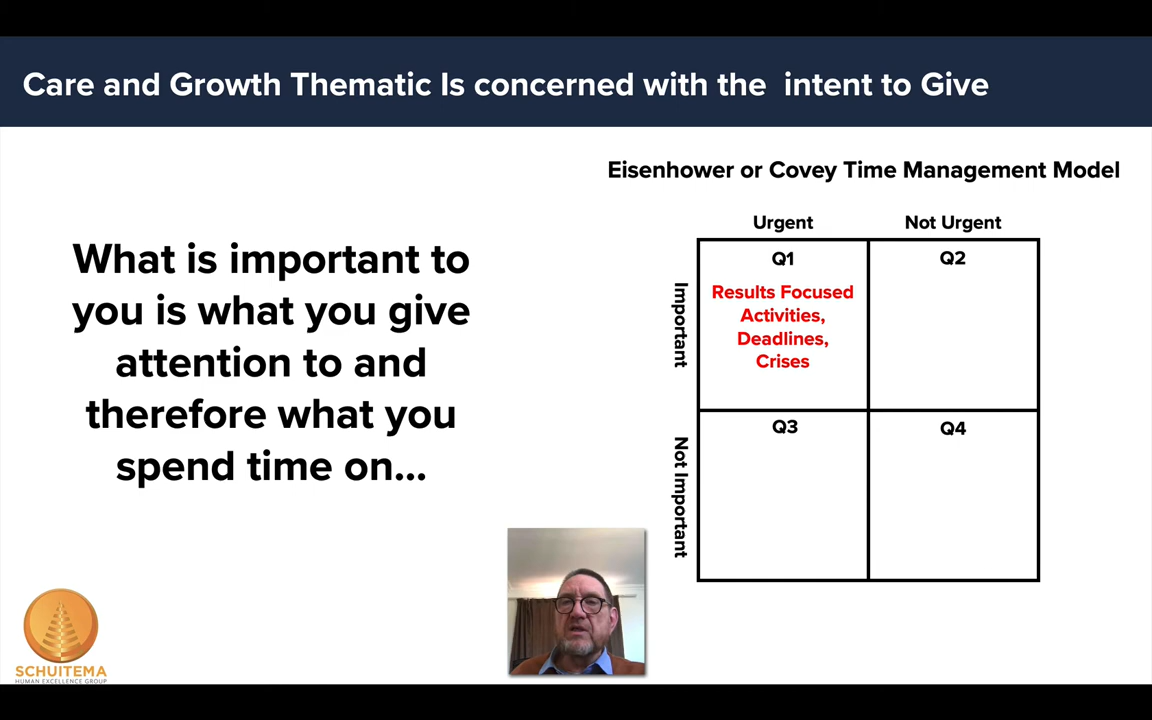 Care and Growth Thematic Is concerned with the intent to Give
What is important to
you is what you give
attention to and
therefore what you
spend time on...
Eisenhower or Covey Time Management Model
Urgent
Not Urgent
Important
Q1
Results Focused
Activities,
Deadlines,
Crises
Q2
Not Important
Q3
Q4
SCHUITEMA
HUMAN EXCELLENCE GROUP